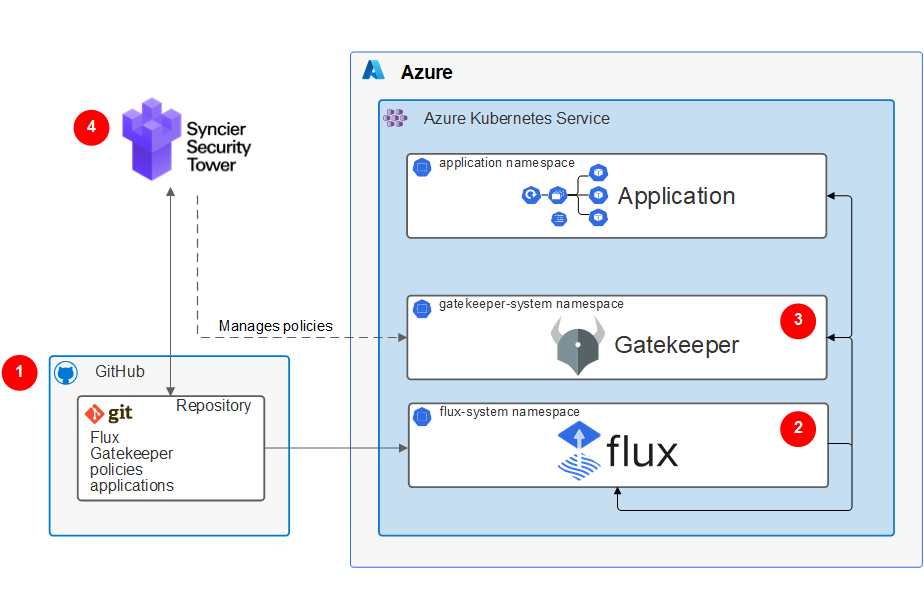 Azure
Azure Kubernetes Service
4
Syncier
Security
Tower
application namespace
Application
gatekeeper-system namespace
3
Manages policies
Gatekeeper
1
GitHub
git
Repository
Flux
Gatekeeper
policies
applications
flux-system namespace
2
flux